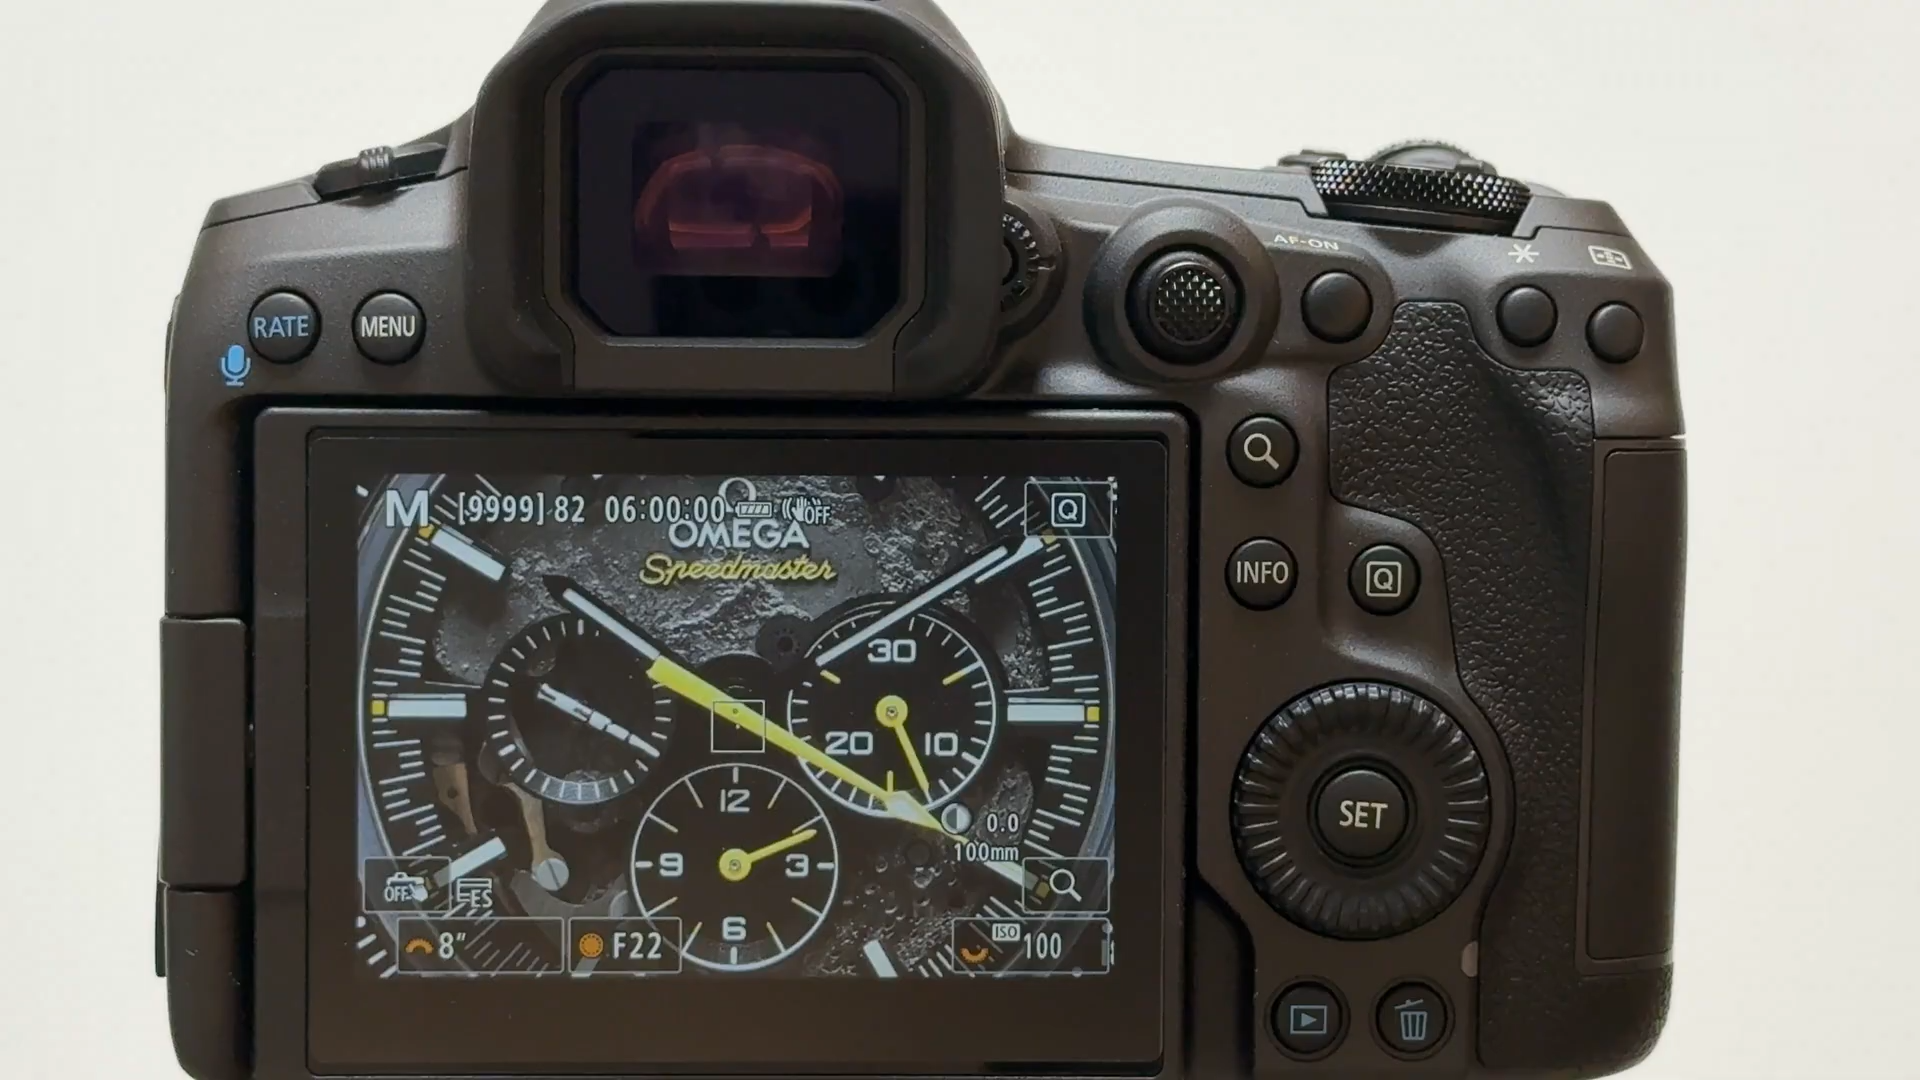 AF-ON
RATE
MENU
M [9999] 82 06:00:00 OFF Q
OMEGA
Speedmaster
30
20 10
12
9 3
6
0.0
100mm
OFF ES
8" F22 ISO 100
INFO Q
SET